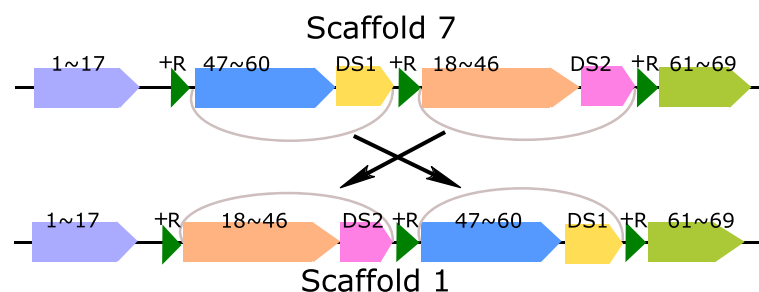 Scaffold 7
1~17 +R 47~60 DS1 +R 18~46 DS2 +R 61~69
1~17 +R 18~46 DS2 +R 47~60 DS1 +R 61~69
Scaffold 1